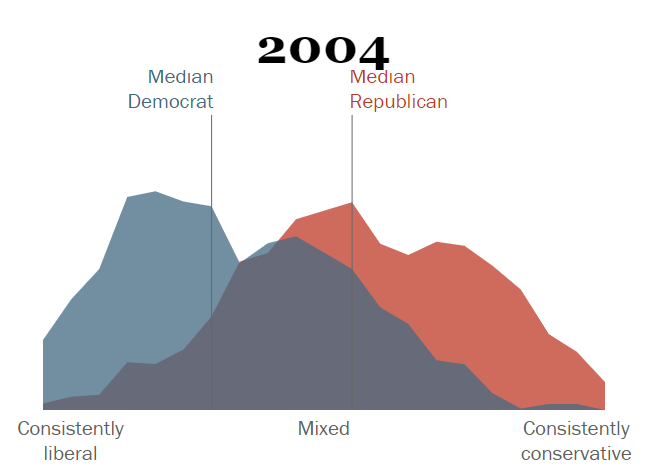 2004
Median
Democrat
Median
Republican
Consistently
liberal
Mixed
Consistently
conservative